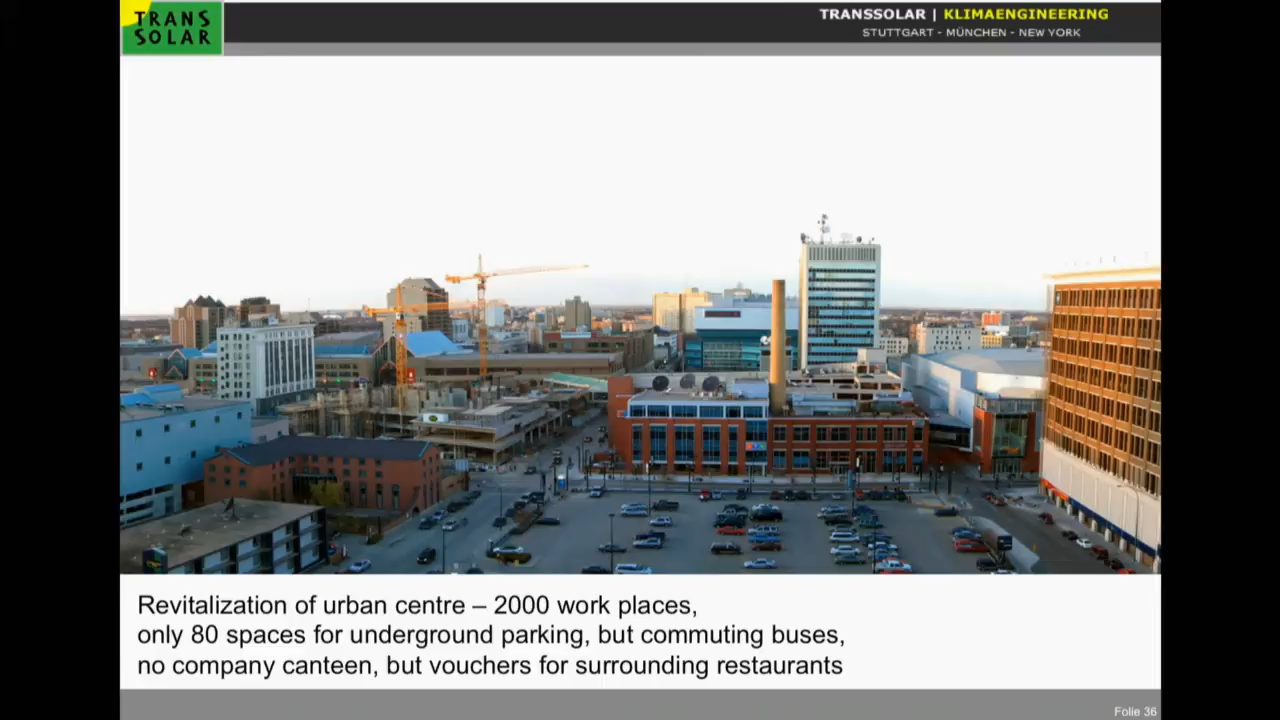 TRANS
SOLAR
TRANSSOLAR | KLIMAENGINEERING
STUTTGART - MÜNCHEN - NEW YORK
Revitalization of urban centre – 2000 work places,
only 80 spaces for underground parking, but commuting buses,
no company canteen, but vouchers for surrounding restaurants
Folie 36